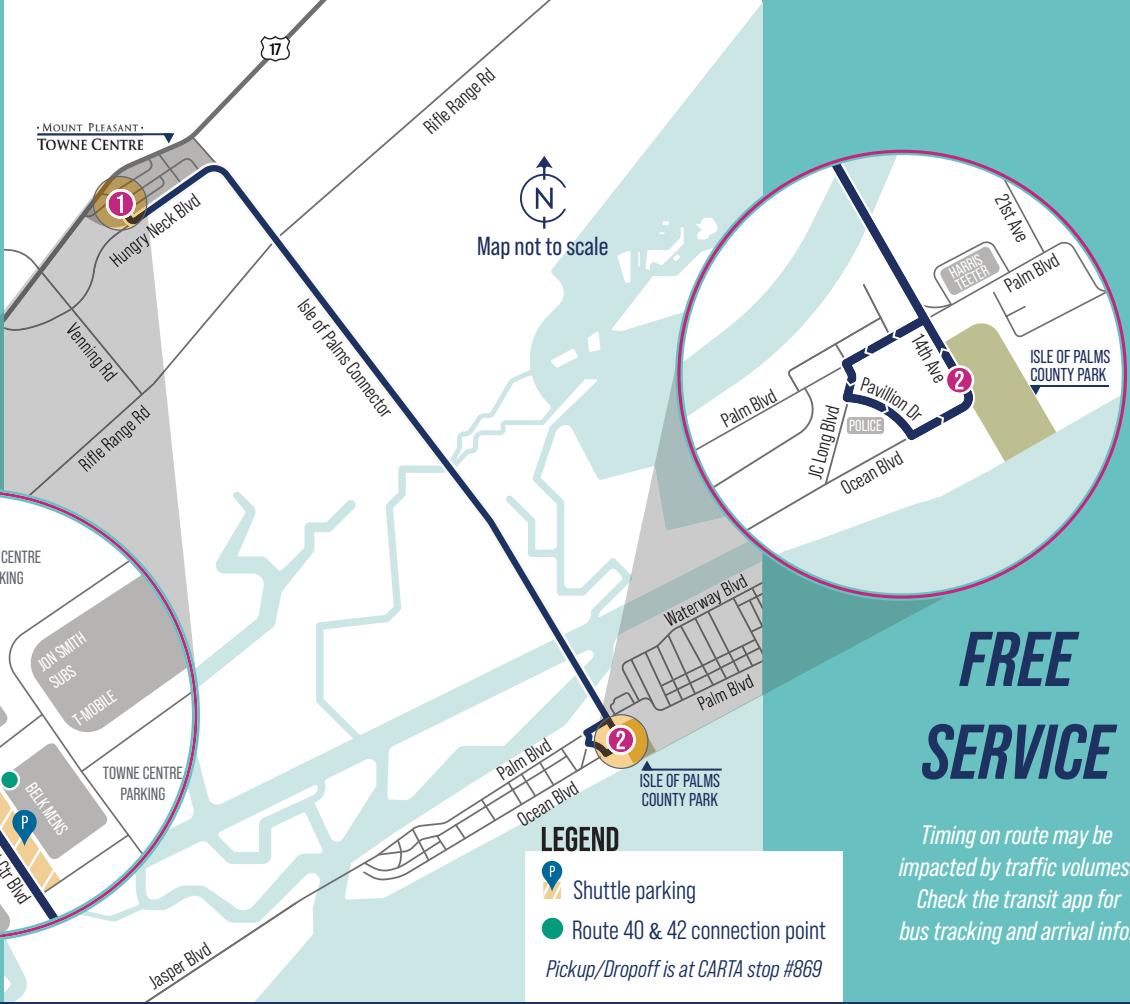 17
Rifle Range Rd
· MOUNT PLEASANT ·
TOWNE CENTRE
1
Hungry Neck Blvd
N
Map not to scale
Isle of Palms Connector
Venning Rd
Rifle Range Rd
21st Ave
HARRIS
TEETER
Palm Blvd
14th Ave
2
ISLE OF PALMS
COUNTY PARK
Pavillion Dr
Palm Blvd
POLICE
JC Long Blvd
Ocean Blvd
CENTRE
KING
JON SMITH
SUBS
T-MOBILE
TOWNE CENTRE
PARKING
BELK MENS
P
Ctr Blvd
Waterway Blvd
Palm Blvd
2
Palm Blvd
Ocean Blvd
ISLE OF PALMS
COUNTY PARK
Jasper Blvd
LEGEND
P
Shuttle parking
Route 40 & 42 connection point
Pickup/Dropoff is at CARTA stop #869
FREE
SERVICE
Timing on route may be
impacted by traffic volumes.
Check the transit app for
bus tracking and arrival info.